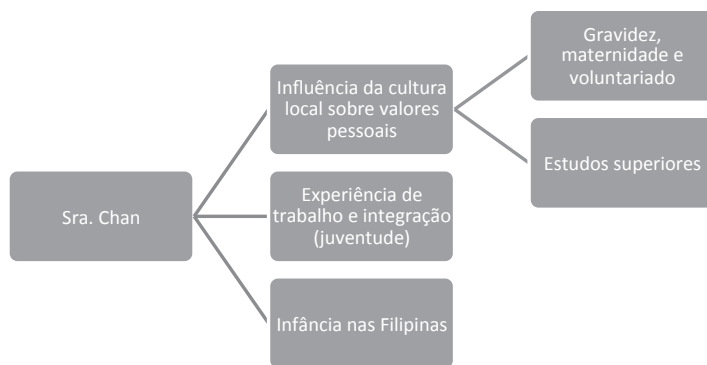 Sra. Chan
Influência da cultura
local sobre valores
pessoais
Gravidez,
maternidade e
voluntariado
Estudos superiores
Experiência de
trabalho e integração
(juventude)
Infância nas Filipinas